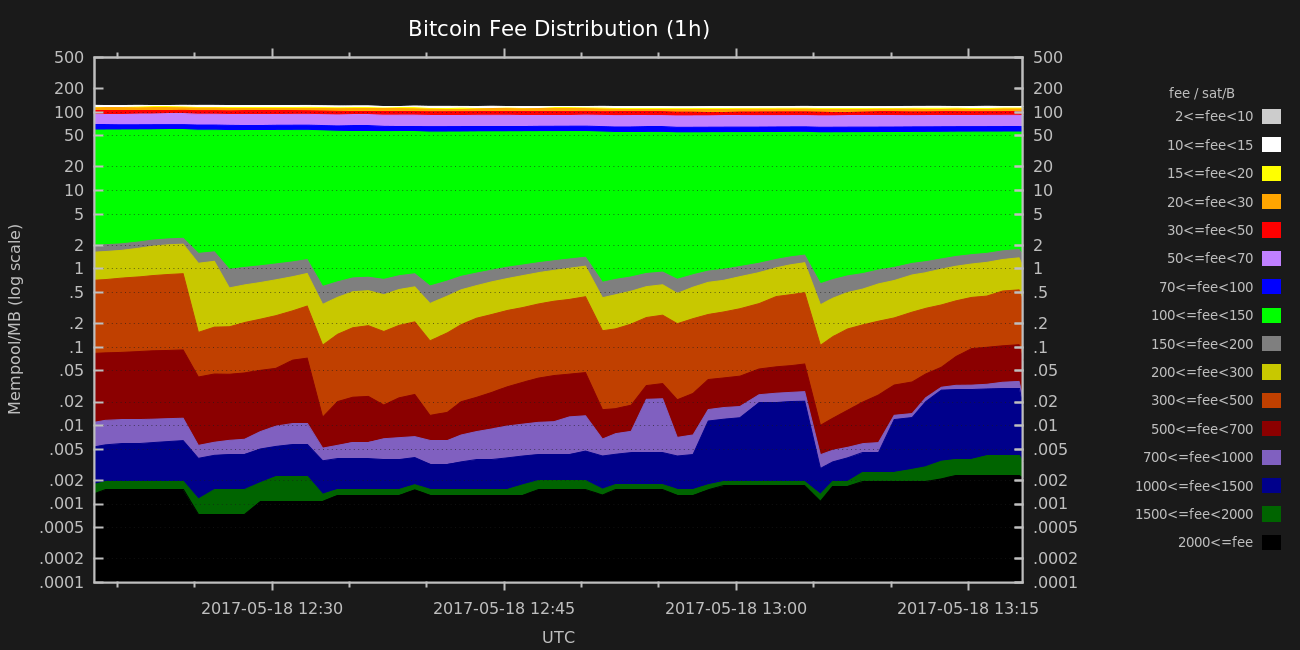 Bitcoin Fee Distribution (1h)
500
200
100
50
20
10
5
2
1
.5
.2
.1
.05
.02
.01
.005
.002
.001
.0005
.0002
.0001
Mempool/MB (log scale)
500
200
100
50
20
10
5
2
1
.5
.2
.1
.05
.02
.01
.005
.002
.001
.0005
.0002
.0001
2017-05-18 12:30
2017-05-18 12:45
2017-05-18 13:00
2017-05-18 13:15
UTC
fee / sat/B
2<=fee<10
10<=fee<15
15<=fee<20
20<=fee<30
30<=fee<50
50<=fee<70
70<=fee<100
100<=fee<150
150<=fee<200
200<=fee<300
300<=fee<500
500<=fee<700
700<=fee<1000
1000<=fee<1500
1500<=fee<2000
2000<=fee